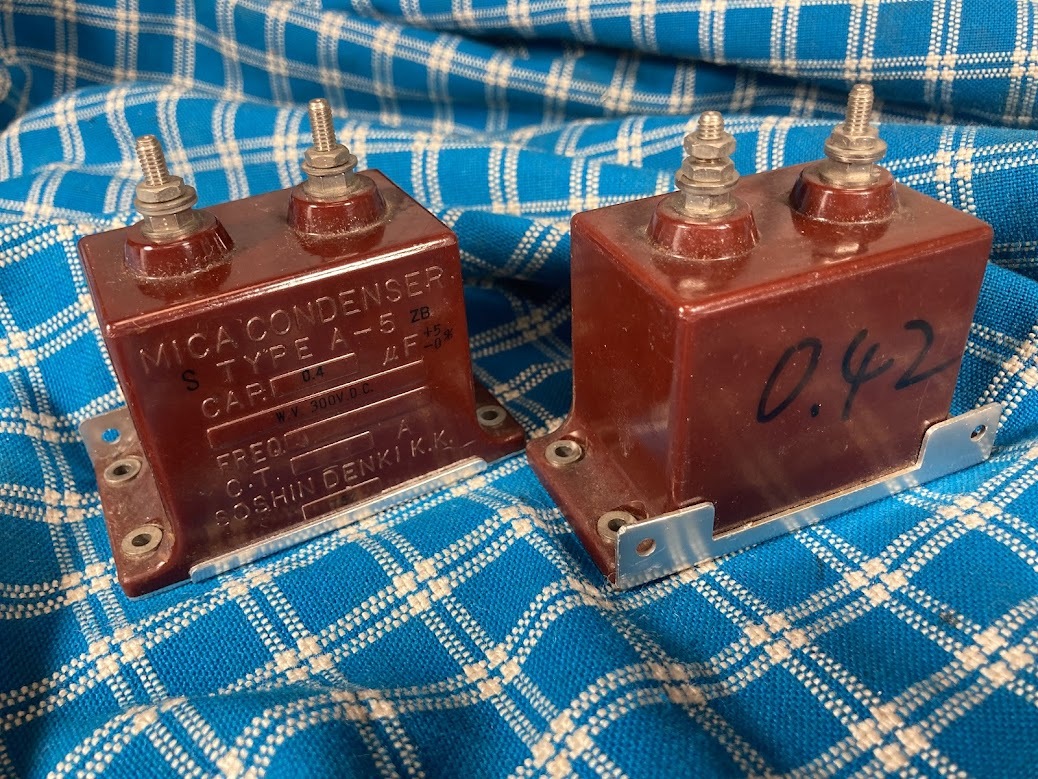 MICA CONDENSER
S TYPE A-5 ZB
CAP. 0.4 μF +5 -0 %
W.V. 300V.D.C.
FREQ. A
C.T.
SOSHIN DENKI K.K.
0.42